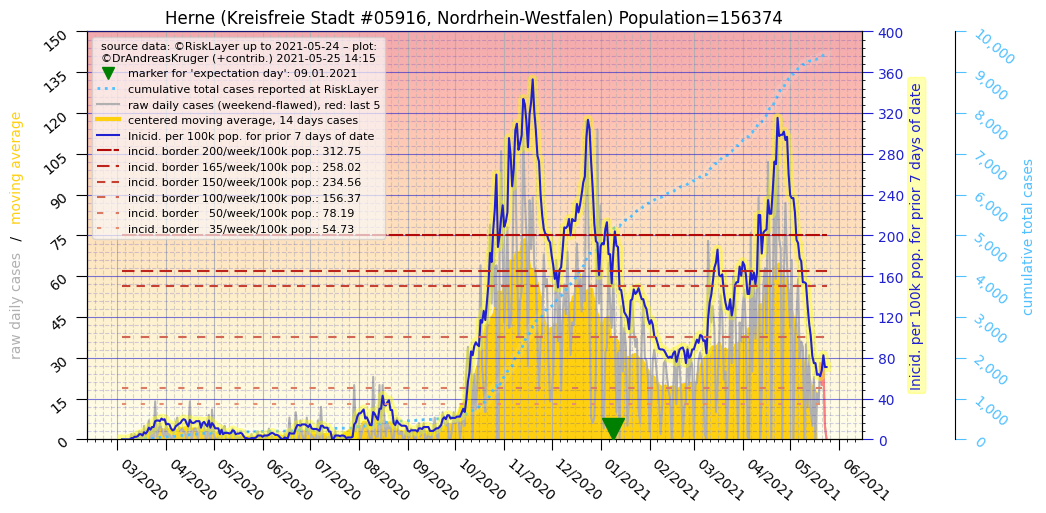 Herne (Kreisfreie Stadt #05916, Nordrhein-Westfalen) Population=156374
source data: ©RiskLayer up to 2021-05-24 – plot:
©DrAndreasKruger (+contrib.) 2021-05-25 14:15
marker for 'expectation day': 09.01.2021
cumulative total cases reported at RiskLayer
raw daily cases (weekend-flawed), red: last 5
centered moving average, 14 days cases
Inicid. per 100k pop. for prior 7 days of date
incid. border 200/week/100k pop.: 312.75
incid. border 165/week/100k pop.: 258.02
incid. border 150/week/100k pop.: 234.56
incid. border 100/week/100k pop.: 156.37
incid. border   50/week/100k pop.: 78.19
incid. border   35/week/100k pop.: 54.73
raw daily cases  /  moving average
150
135
120
105
90
75
60
45
30
15
0
400
360
320
280
240
200
160
120
80
40
0
Inicid. per 100k pop. for prior 7 days of date
10,000
9,000
8,000
7,000
6,000
5,000
4,000
3,000
2,000
1,000
0
cumulative total cases
03/2020
04/2020
05/2020
06/2020
07/2020
08/2020
09/2020
10/2020
11/2020
12/2020
01/2021
02/2021
03/2021
04/2021
05/2021
06/2021